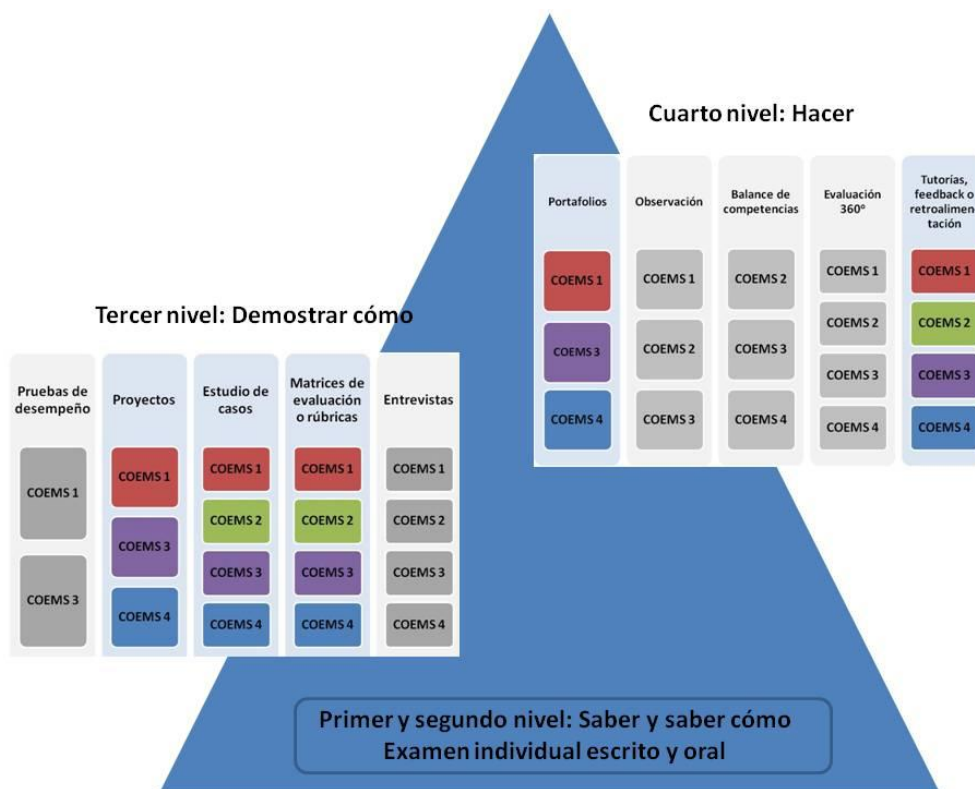 Cuarto nivel: Hacer
Portafolios
COEMS 1
COEMS 3
COEMS 4
Observación
COEMS 1
COEMS 2
COEMS 3
Balance de
competencias
COEMS 2
COEMS 3
COEMS 4
Evaluación
360º
COEMS 1
COEMS 2
COEMS 3
COEMS 4
Tutorías,
feedback o
retroalimen
tación
COEMS 1
COEMS 2
COEMS 3
COEMS 4
Tercer nivel: Demostrar cómo
Pruebas de
desempeño
COEMS 1
COEMS 3
Proyectos
COEMS 1
COEMS 3
COEMS 4
Estudio de
casos
COEMS 1
COEMS 2
COEMS 3
COEMS 4
Matrices de
evaluación
o rúbricas
COEMS 1
COEMS 2
COEMS 3
COEMS 4
Entrevistas
COEMS 1
COEMS 2
COEMS 3
COEMS 4
Primer y segundo nivel: Saber y saber cómo
Examen individual escrito y oral